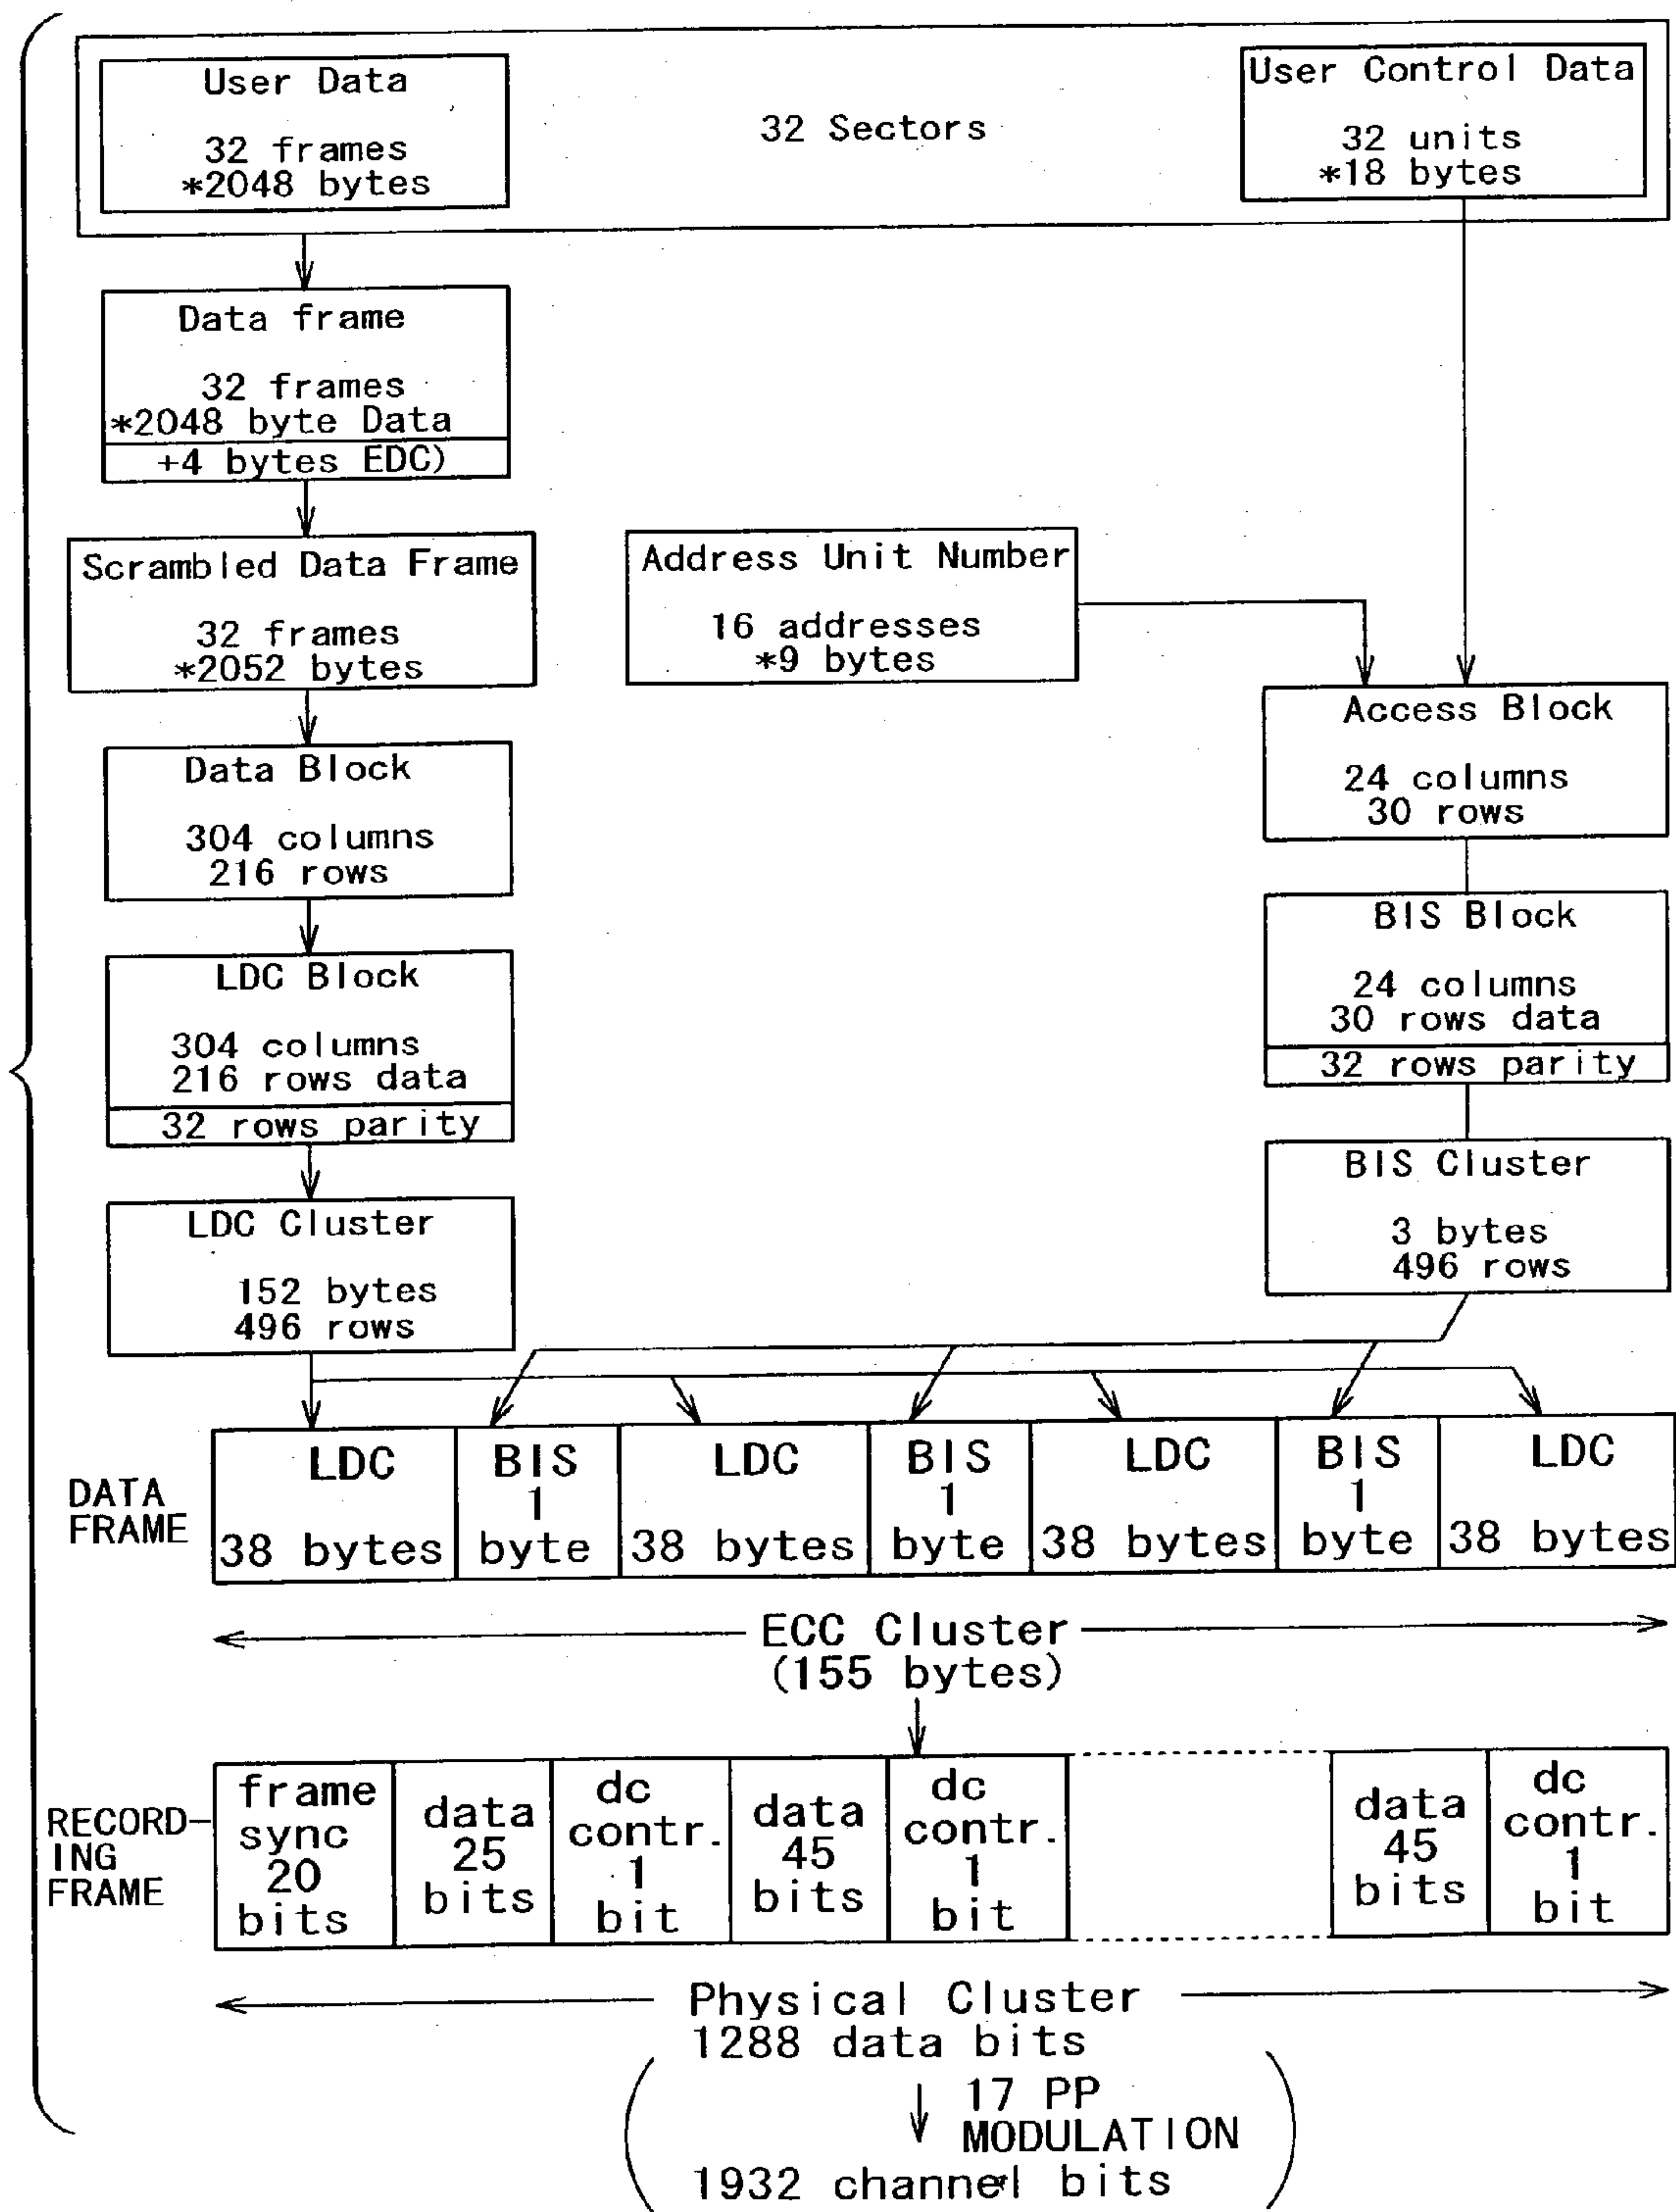 User Data
32 frames
*2048 bytes
32 Sectors
User Control Data
32 units
*18 bytes
Data frame
32 frames
*2048 byte Data
+4 bytes EDC)
Scrambled Data Frame
32 frames
*2052 bytes
Address Unit Number
16 addresses
*9 bytes
Access Block
24 columns
30 rows
Data Block
304 columns
216 rows
BIS Block
24 columns
30 rows data
32 rows parity
LDC Block
304 columns
216 rows data
32 rows parity
BIS Cluster
3 bytes
496 rows
LDC Cluster
152 bytes
496 rows
DATA
FRAME
LDC
38 bytes
BIS
1
byte
LDC
38 bytes
BIS
1
byte
LDC
38 bytes
BIS
1
byte
LDC
38 bytes
ECC Cluster
(155 bytes)
RECORD-
ING
FRAME
frame
sync
20
bits
data
25
bits
dc
contr.
1
bit
data
45
bits
dc
contr.
1
bit
data
45
bits
dc
contr.
1
bit
Physical Cluster
1288 data bits
17 PP
MODULATION
1932 channel bits